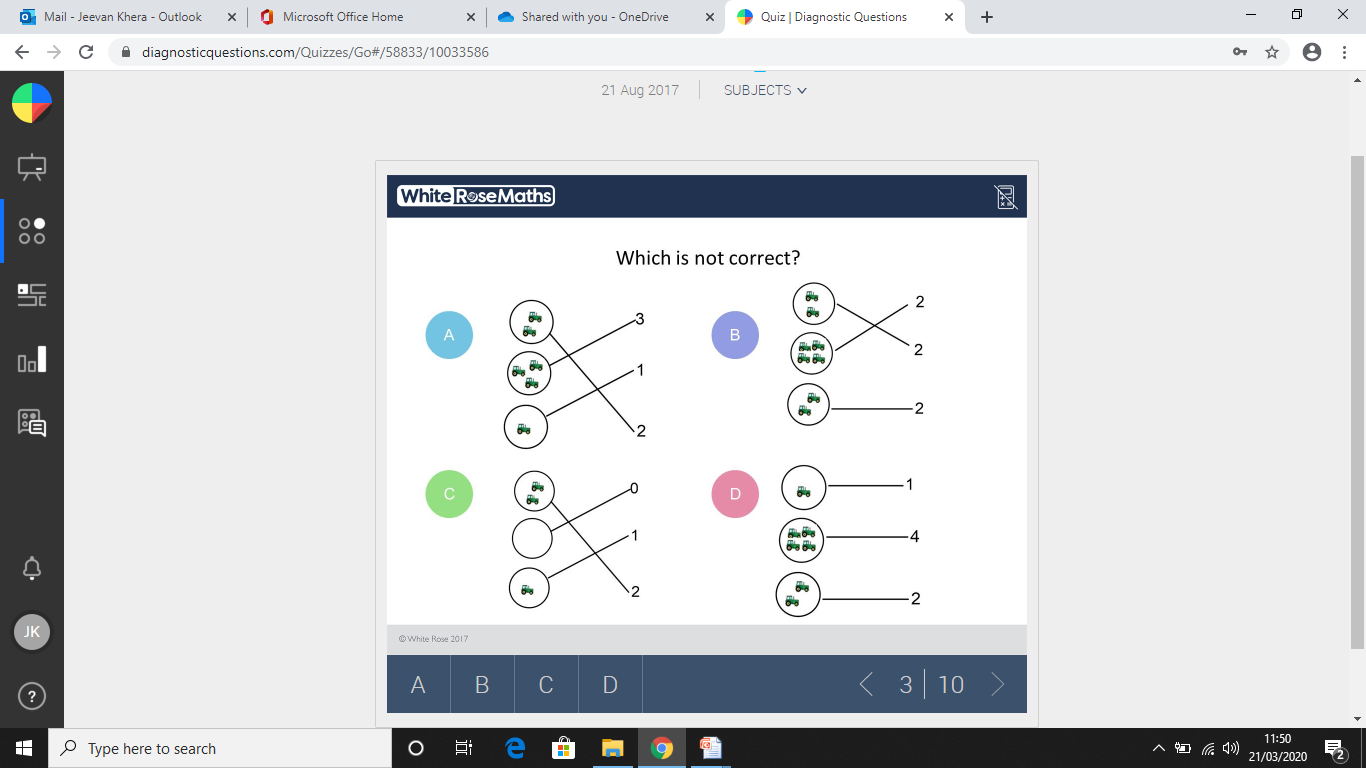 Mail - Jeevan Khera - Outlook
Microsoft Office Home
Shared with you - OneDrive
Quiz | Diagnostic Questions
diagnosticquestions.com/Quizzes/Go#/58833/10033586
21 Aug 2017
SUBJECTS
White Rose Maths
Which is not correct?
A
3
1
2
B
2
2
2
C
0
1
2
D
1
4
2
© White Rose 2017
A B C D
3 | 10
JK
?
Type here to search
11:50
21/03/2020
2